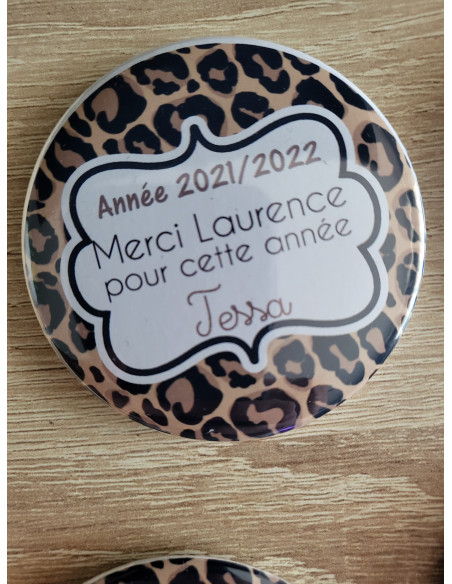 Année 2021/2022
Merci Laurence
pour cette année
Tessa